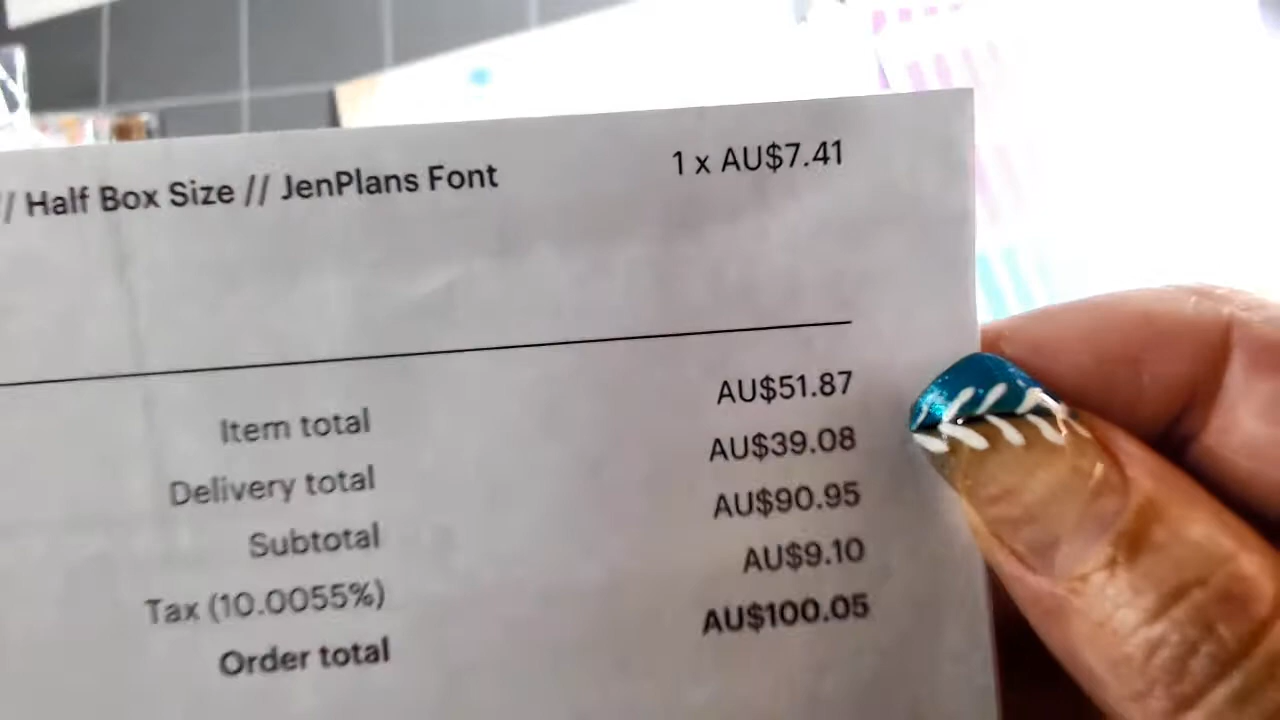 // Half Box Size // JenPlans Font 1 x AU$7.41
Item total AU$51.87
Delivery total AU$39.08
Subtotal AU$90.95
Tax (10.0055%) AU$9.10
Order total AU$100.05